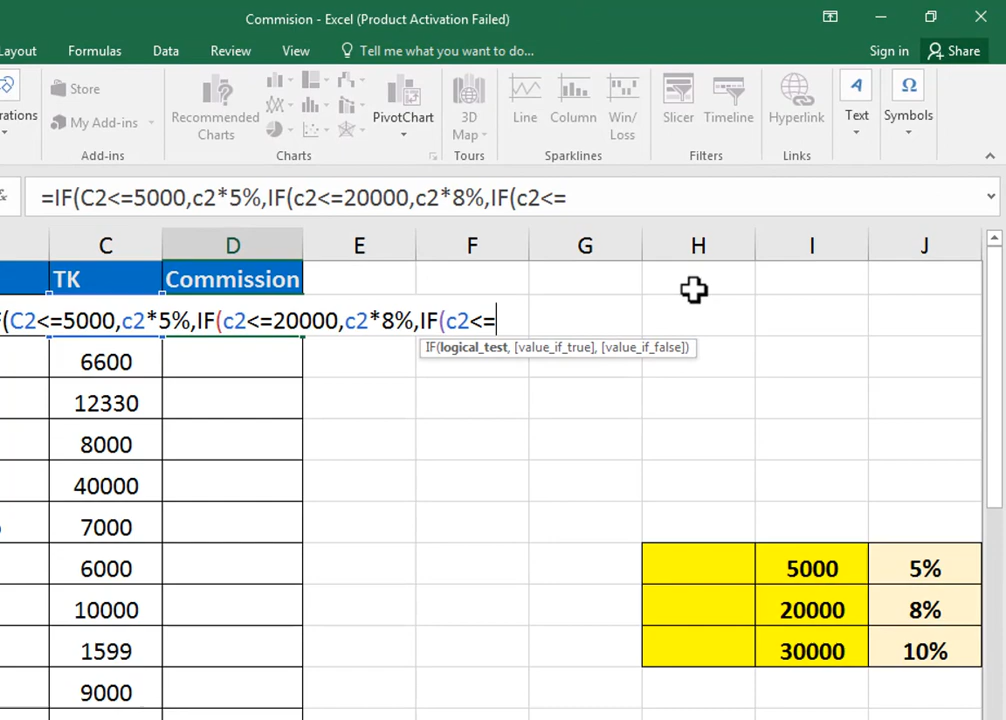 Commision - Excel (Product Activation Failed)
Layout Formulas Data Review View Tell me what you want to do... Sign in Share
Store
My Add-ins
Recommended Charts
PivotChart
3D Map
Line Column Win/Loss
Slicer Timeline
Hyperlink
Text Symbols
Add-ins Charts Tours Sparklines Filters Links
=IF(C2<=5000,c2*5%,IF(c2<=20000,c2*8%,IF(c2<=
C D E F G H I J
TK Commission
(C2<=5000,c2*5%,IF(c2<=20000,c2*8%,IF(c2<=
IF(logical_test, [value_if_true], [value_if_false])
6600
12330
8000
40000
7000
6000 5000 5%
10000 20000 8%
1599 30000 10%
9000